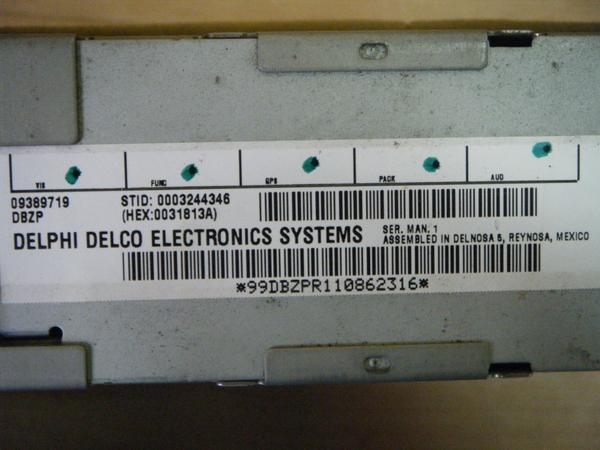 VIS FUNC GPS PACK AUD
09389719 STID: 0003244346
DBZP (HEX:0031813A)
DELPHI DELCO ELECTRONICS SYSTEMS SER. MAN. 1
ASSEMBLED IN DELNOSA 5, REYNOSA, MEXICO
*99DBZPR110862316*